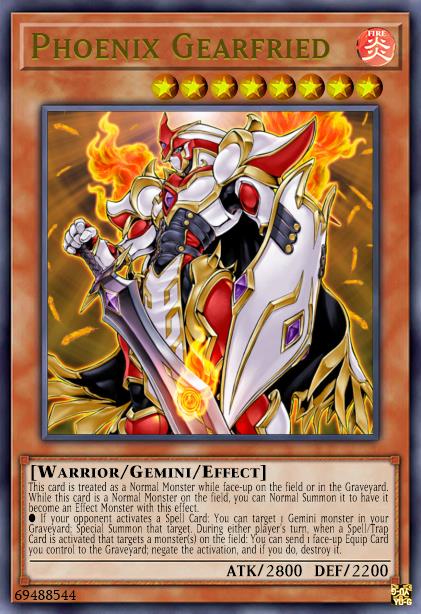 PHOENIX GEARFRIED
FIRE
炎
[WARRIOR/GEMINI/EFFECT]
This card is treated as a Normal Monster while face-up on the field or in the Graveyard.
While this card is a Normal Monster on the field, you can Normal Summon it to have it
become an Effect Monster with this effect.
● If your opponent activates a Spell Card: You can target 1 Gemini monster in your
Graveyard; Special Summon that target. During either player's turn, when a Spell/Trap
Card is activated that targets a monster(s) on the field: You can send 1 face-up Equip Card
you control to the Graveyard; negate the activation, and if you do, destroy it.
ATK/2800 DEF/2200
69488544